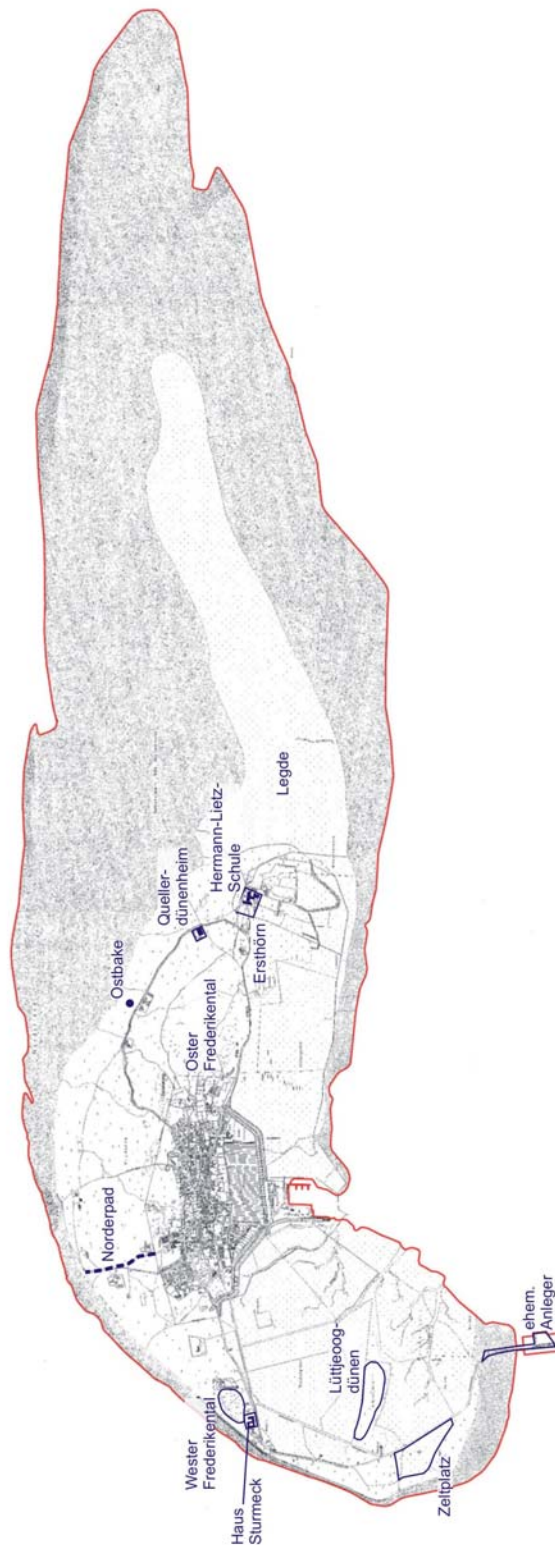 Norderpad
Ostbake
Queller-
dünenheim
Hermann-Lietz-
Schule
Legde
Ersthörn
Oster
Frederikental
Wester
Frederikental
Haus
Sturmeck
Lüttjeoog-
dünen
Zeltplatz
ehem.
Anleger